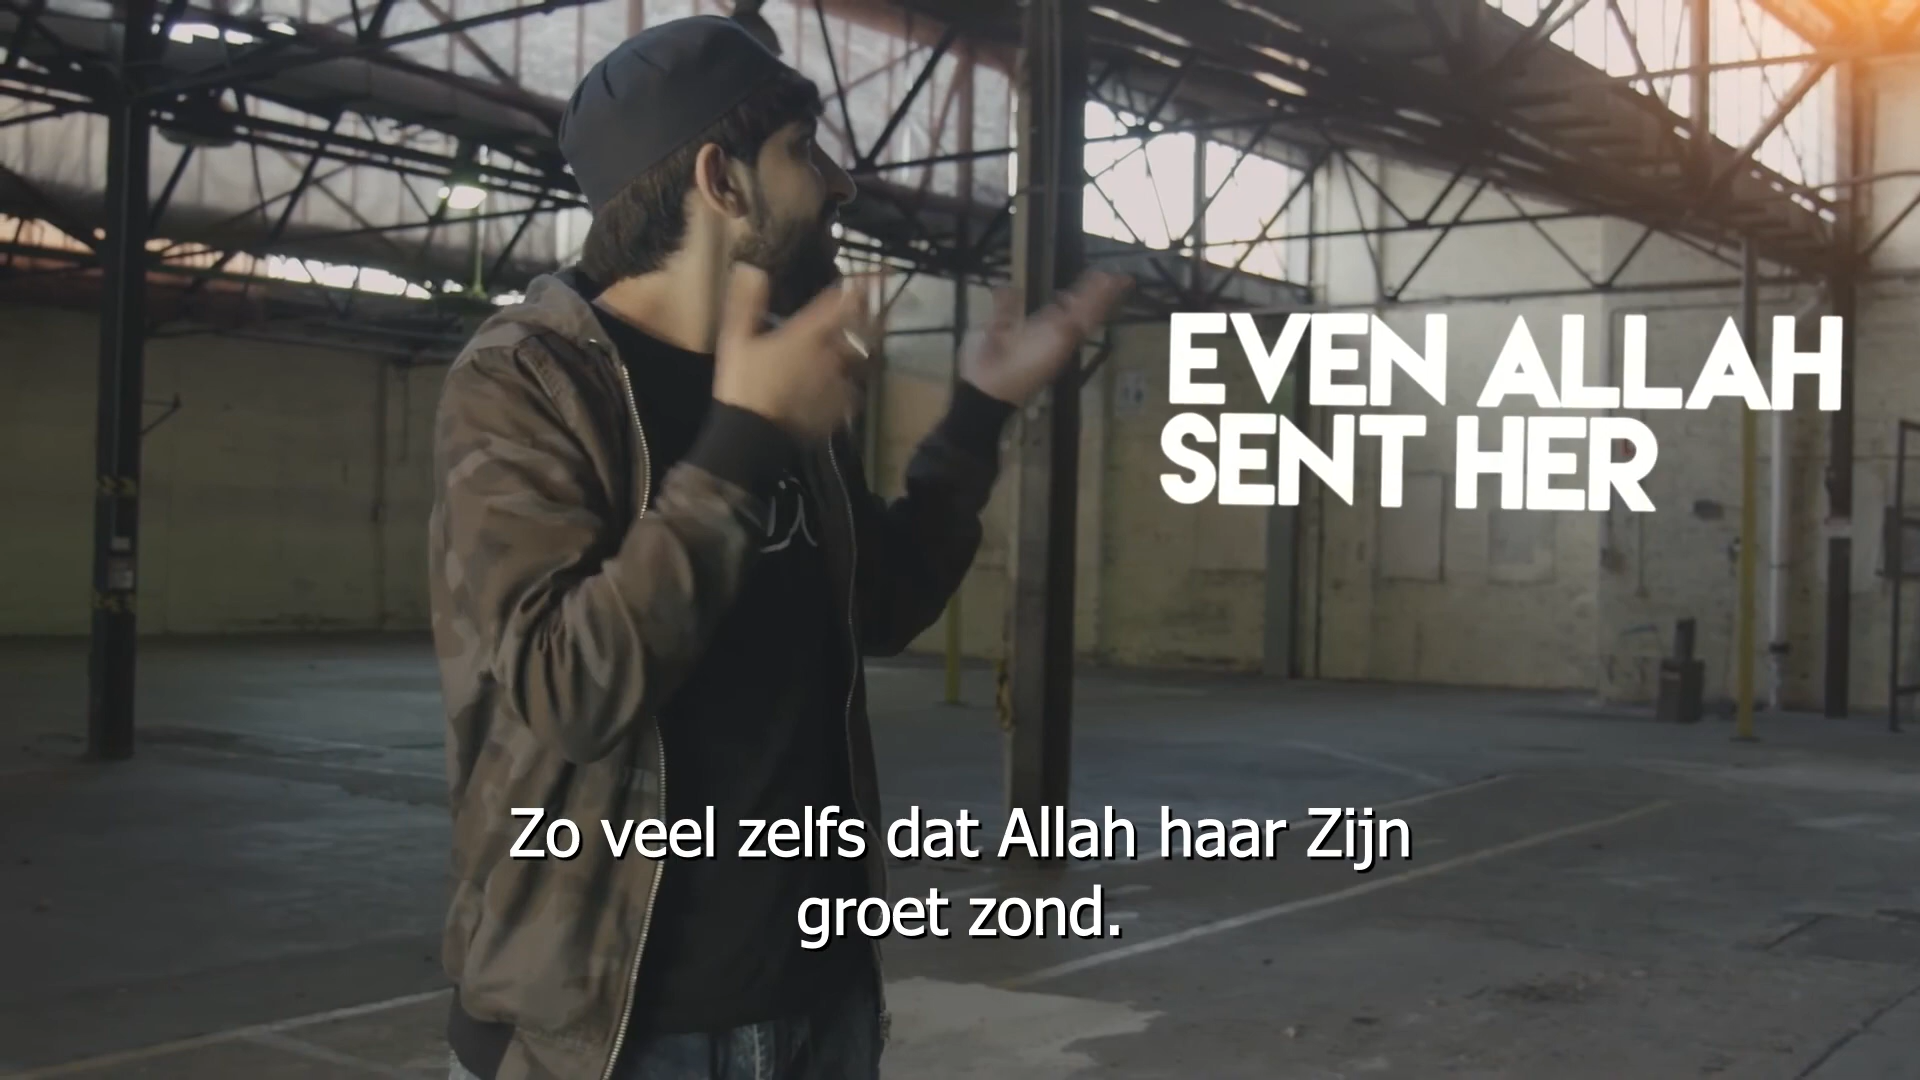 EVEN ALLAH
SENT HER
Zo veel zelfs dat Allah haar Zijn
groet zond.